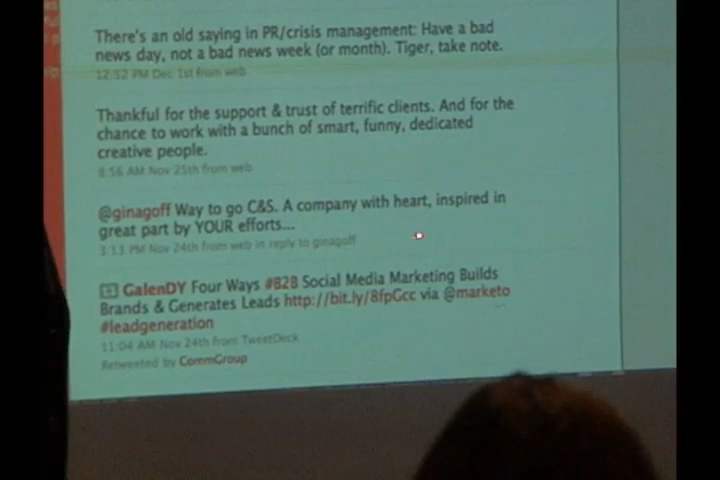 There's an old saying in PR/crisis management: Have a bad
news day, not a bad news week (or month). Tiger, take note.
12:52 PM Dec 1st from web
Thankful for the support & trust of terrific clients. And for the
chance to work with a bunch of smart, funny, dedicated
creative people.
8:56 AM Nov 25th from web
@ginagoff Way to go C&S. A company with heart, inspired in
great part by YOUR efforts...
3:13 PM Nov 24th from web in reply to ginagoff
GalenDY Four Ways #B2B Social Media Marketing Builds
Brands & Generates Leads http://bit.ly/8fpGcc via @marketo
#leadgeneration
11:04 AM Nov 24th from TweetDeck
Retweeted by CommGroup